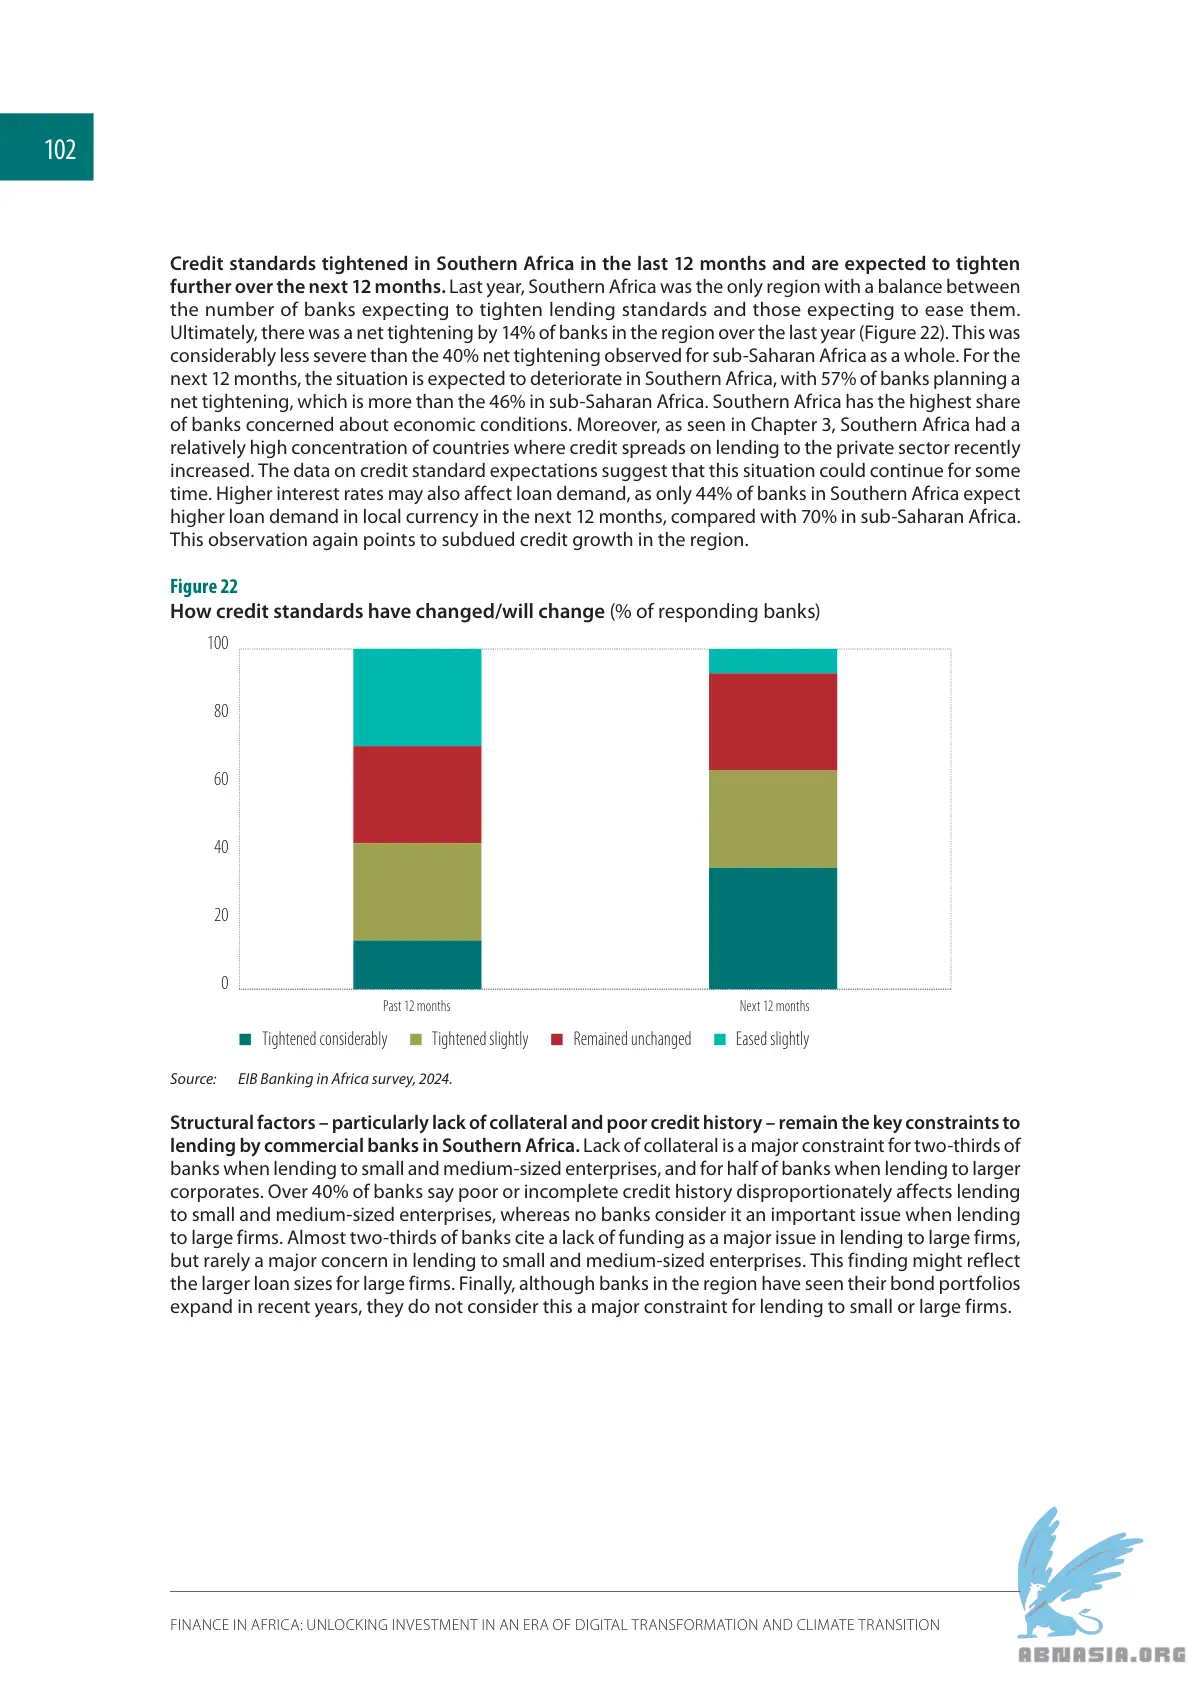 102
Credit standards tightened in Southern Africa in the last 12 months and are expected to tighten
further over the next 12 months. Last year, Southern Africa was the only region with a balance between
the number of banks expecting to tighten lending standards and those expecting to ease them.
Ultimately, there was a net tightening by 14% of banks in the region over the last year (Figure 22). This was
considerably less severe than the 40% net tightening observed for sub-Saharan Africa as a whole. For the
next 12 months, the situation is expected to deteriorate in Southern Africa, with 57% of banks planning a
net tightening, which is more than the 46% in sub-Saharan Africa. Southern Africa has the highest share
of banks concerned about economic conditions. Moreover, as seen in Chapter 3, Southern Africa had a
relatively high concentration of countries where credit spreads on lending to the private sector recently
increased. The data on credit standard expectations suggest that this situation could continue for some
time. Higher interest rates may also affect loan demand, as only 44% of banks in Southern Africa expect
higher loan demand in local currency in the next 12 months, compared with 70% in sub-Saharan Africa.
This observation again points to subdued credit growth in the region.
Figure 22
How credit standards have changed/will change (% of responding banks)
100
80
60
40
20
0
Past 12 months Next 12 months
Tightened considerably Tightened slightly Remained unchanged Eased slightly
Source: EIB Banking in Africa survey, 2024.
Structural factors – particularly lack of collateral and poor credit history – remain the key constraints to
lending by commercial banks in Southern Africa. Lack of collateral is a major constraint for two-thirds of
banks when lending to small and medium-sized enterprises, and for half of banks when lending to larger
corporates. Over 40% of banks say poor or incomplete credit history disproportionately affects lending
to small and medium-sized enterprises, whereas no banks consider it an important issue when lending
to large firms. Almost two-thirds of banks cite a lack of funding as a major issue in lending to large firms,
but rarely a major concern in lending to small and medium-sized enterprises. This finding might reflect
the larger loan sizes for large firms. Finally, although banks in the region have seen their bond portfolios
expand in recent years, they do not consider this a major constraint for lending to small or large firms.
FINANCE IN AFRICA: UNLOCKING INVESTMENT IN AN ERA OF DIGITAL TRANSFORMATION AND CLIMATE TRANSITION
ABNASIA.ORG